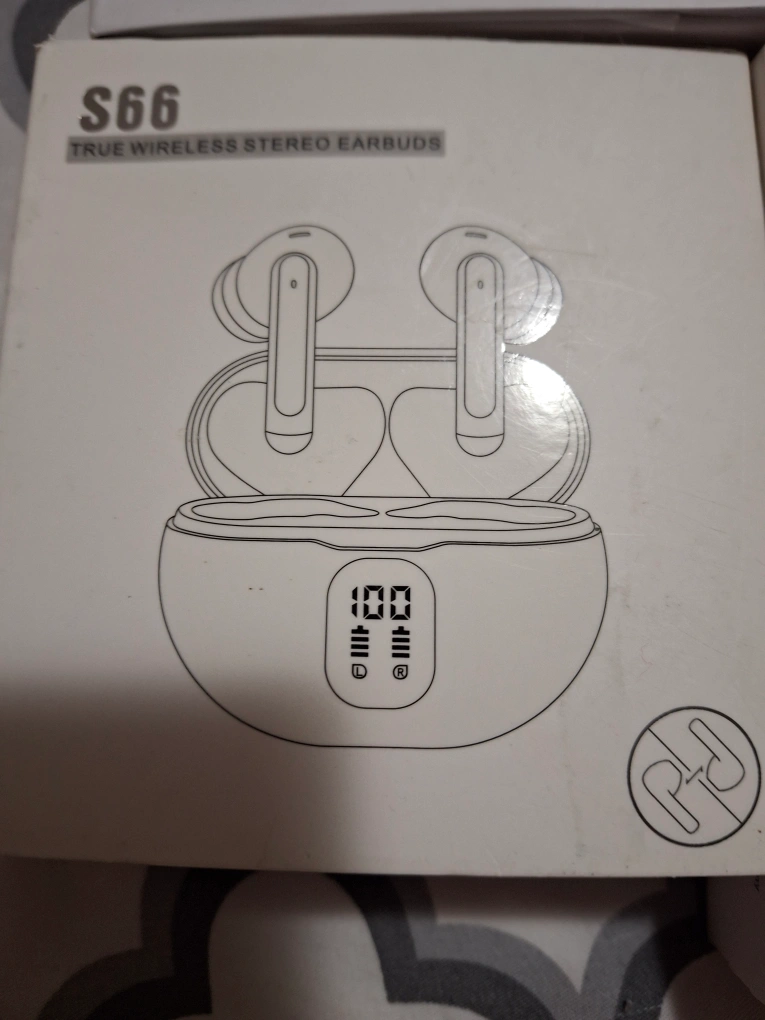 S66
TRUE WIRELESS STEREO EARBUDS
100
L R